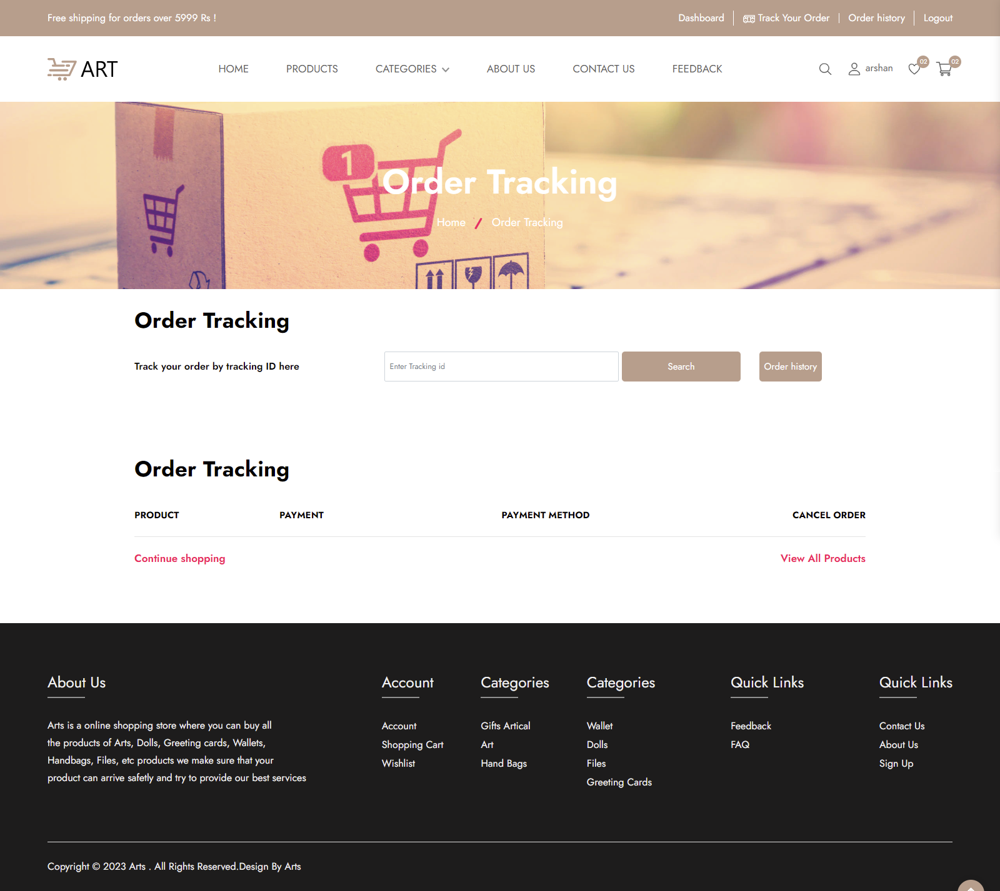 Free shipping for orders over 5999 Rs !
Dashboard
Track Your Order
Order history
Logout
ART
HOME
PRODUCTS
CATEGORIES
ABOUT US
CONTACT US
FEEDBACK
arshan
02
02
1
Order Tracking
Home / Order Tracking
Order Tracking
Track your order by tracking ID here
Enter Tracking id
Search
Order history
Order Tracking
PRODUCT
PAYMENT
PAYMENT METHOD
CANCEL ORDER
Continue shopping
View All Products
About Us
Arts is a online shopping store where you can buy all
the products of Arts, Dolls, Greeting cards, Wallets,
Handbags, Files, etc products we make sure that your
product can arrive safetly and try to provide our best services
Account
Account
Shopping Cart
Wishlist
Categories
Gifts Artical
Art
Hand Bags
Categories
Wallet
Dolls
Files
Greeting Cards
Quick Links
Feedback
FAQ
Quick Links
Contact Us
About Us
Sign Up
Copyright © 2023 Arts . All Rights Reserved.Design By Arts